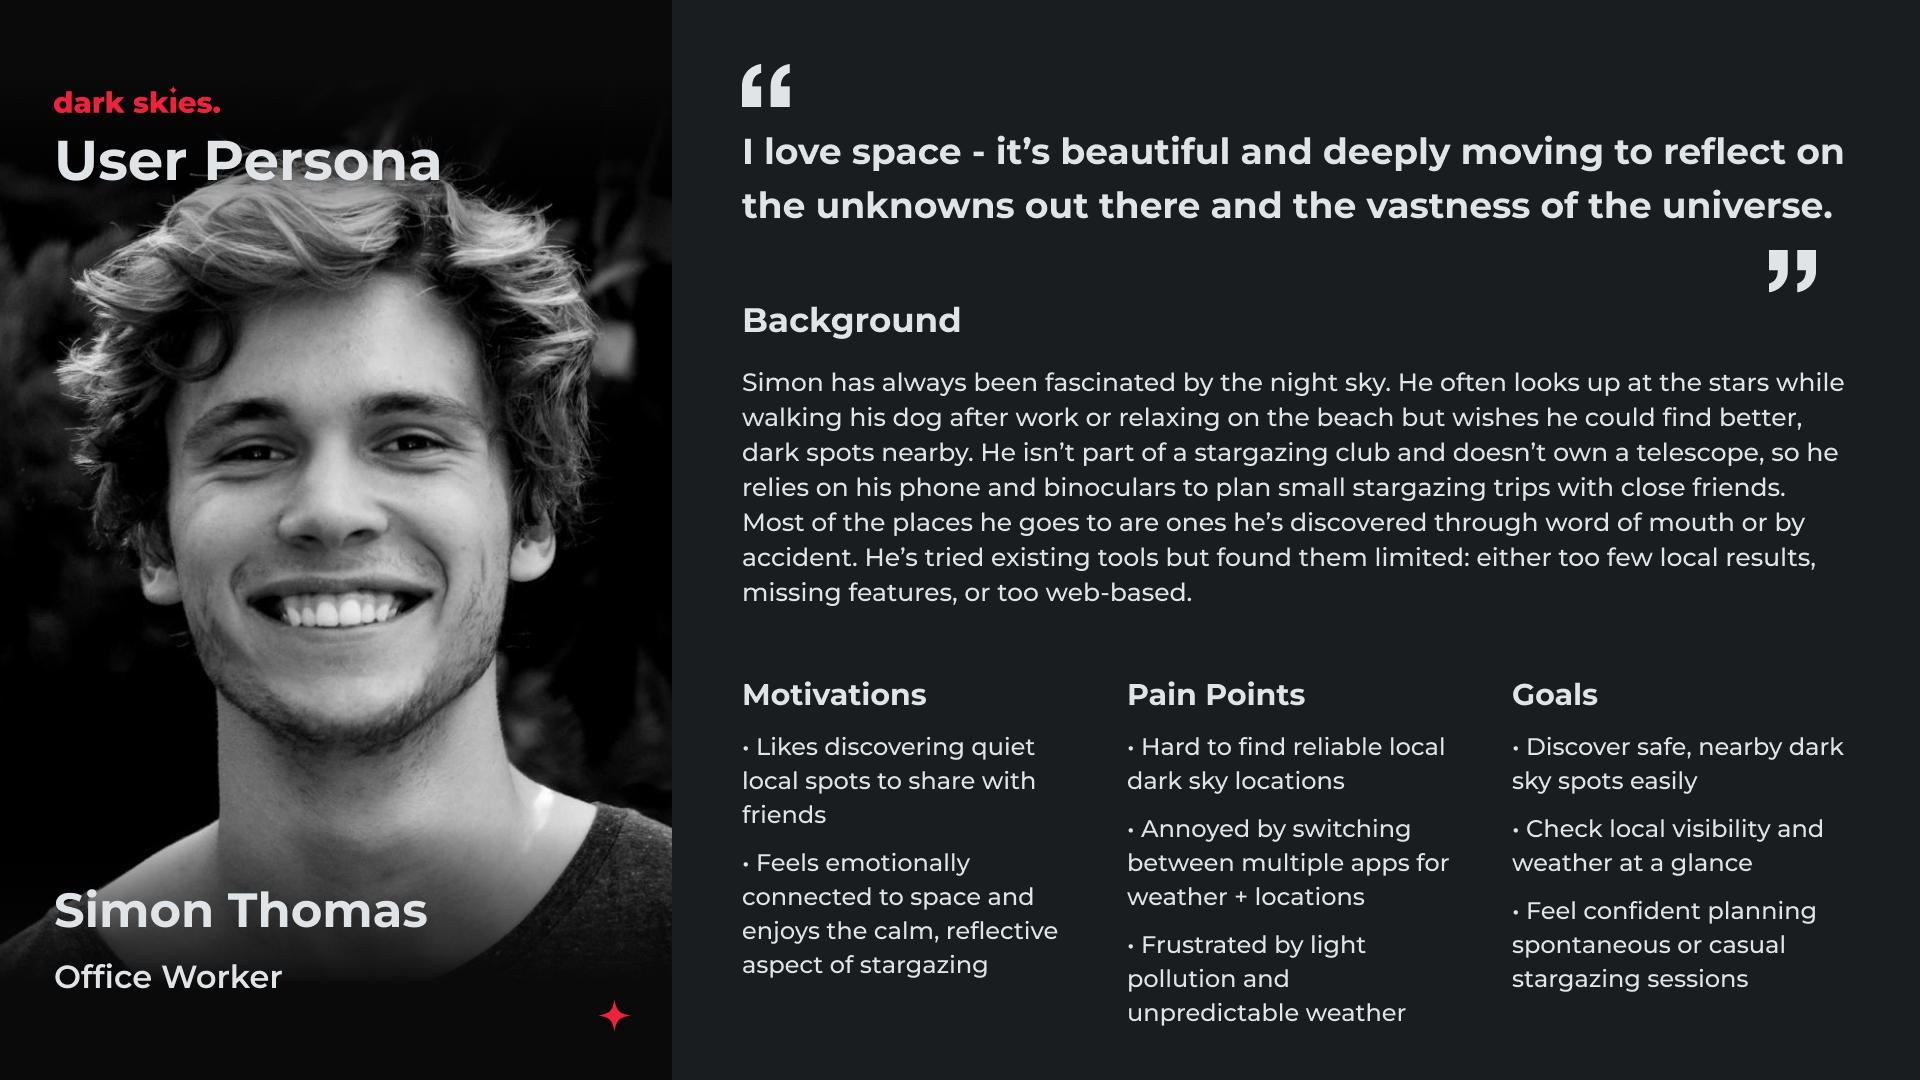 dark skies.
User Persona
Simon Thomas
Office Worker
“
I love space - it’s beautiful and deeply moving to reflect on
the unknowns out there and the vastness of the universe.
”
Background
Simon has always been fascinated by the night sky. He often looks up at the stars while
walking his dog after work or relaxing on the beach but wishes he could find better,
dark spots nearby. He isn’t part of a stargazing club and doesn’t own a telescope, so he
relies on his phone and binoculars to plan small stargazing trips with close friends.
Most of the places he goes to are ones he’s discovered through word of mouth or by
accident. He’s tried existing tools but found them limited: either too few local results,
missing features, or too web-based.
Motivations
• Likes discovering quiet
local spots to share with
friends
• Feels emotionally
connected to space and
enjoys the calm, reflective
aspect of stargazing
Pain Points
• Hard to find reliable local
dark sky locations
• Annoyed by switching
between multiple apps for
weather + locations
• Frustrated by light
pollution and
unpredictable weather
Goals
• Discover safe, nearby dark
sky spots easily
• Check local visibility and
weather at a glance
• Feel confident planning
spontaneous or casual
stargazing sessions